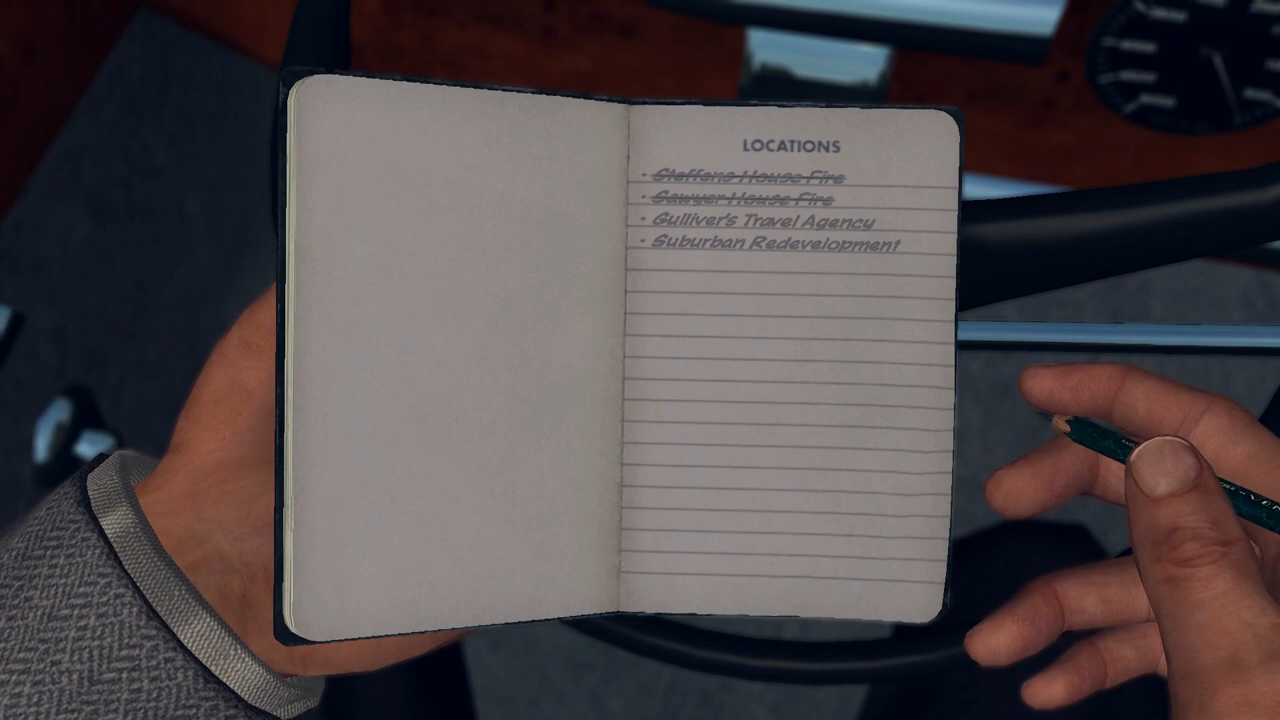 LOCATIONS
· Steffens House Fire
· Sawyer House Fire
· Gulliver's Travel Agency
· Suburban Redevelopment